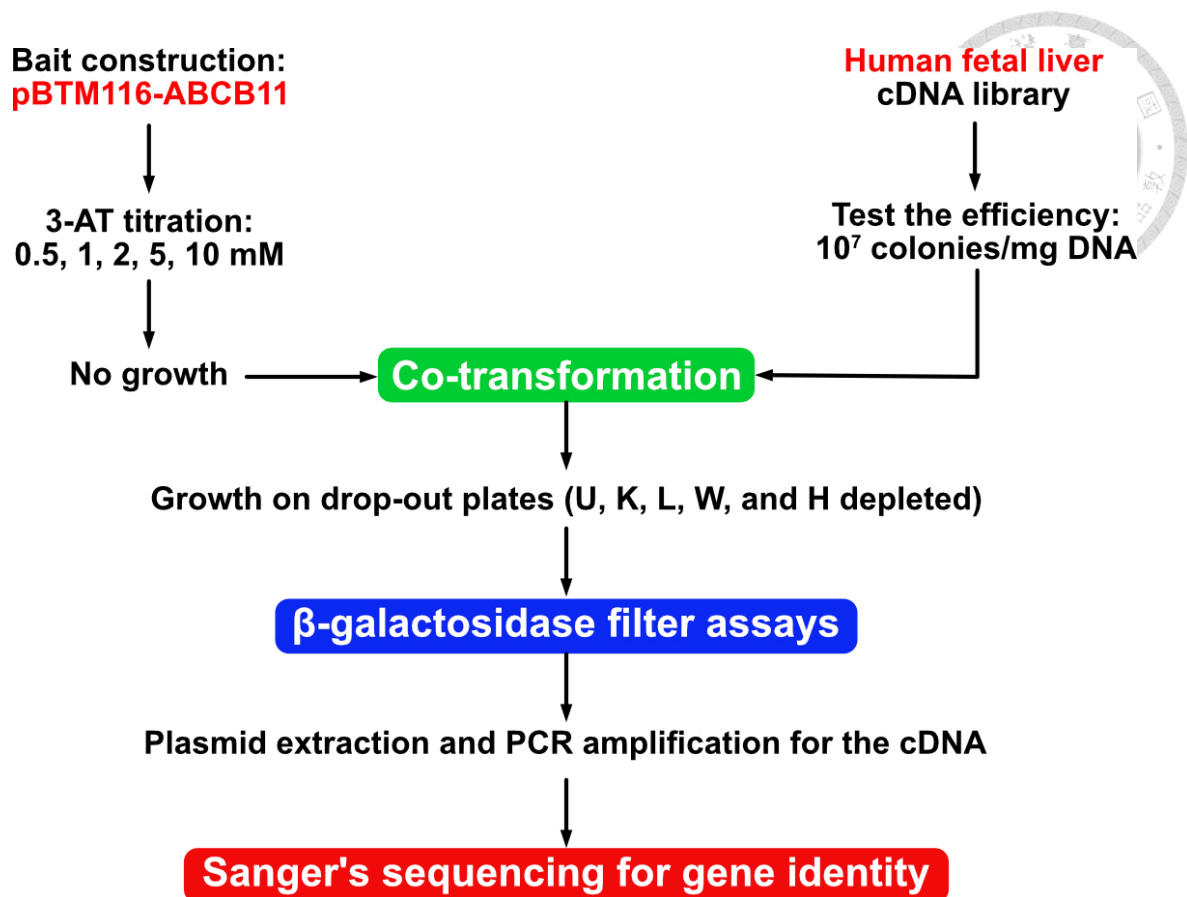 Bait construction:
pBTM116-ABCB11
Human fetal liver
cDNA library
3-AT titration:
0.5, 1, 2, 5, 10 mM
Test the efficiency:
10⁷ colonies/mg DNA
No growth
Co-transformation
Growth on drop-out plates (U, K, L, W, and H depleted)
β-galactosidase filter assays
Plasmid extraction and PCR amplification for the cDNA
Sanger's sequencing for gene identity